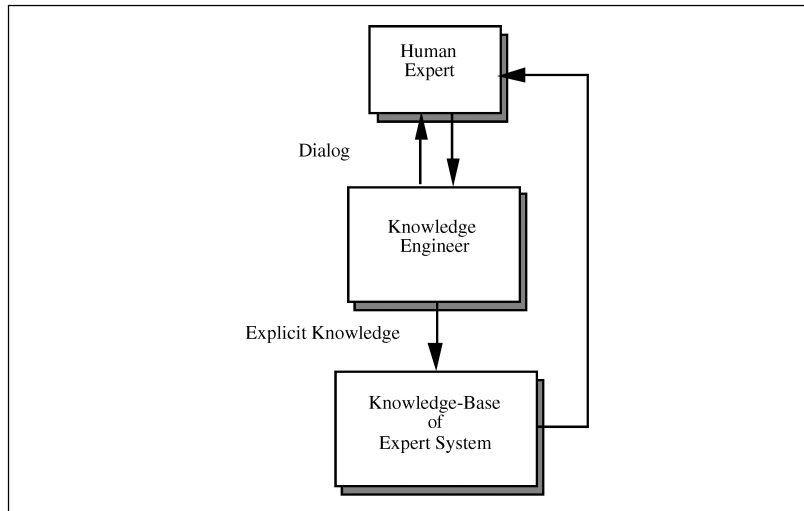 Human
Expert
Dialog
Knowledge
Engineer
Explicit Knowledge
Knowledge-Base
of
Expert System